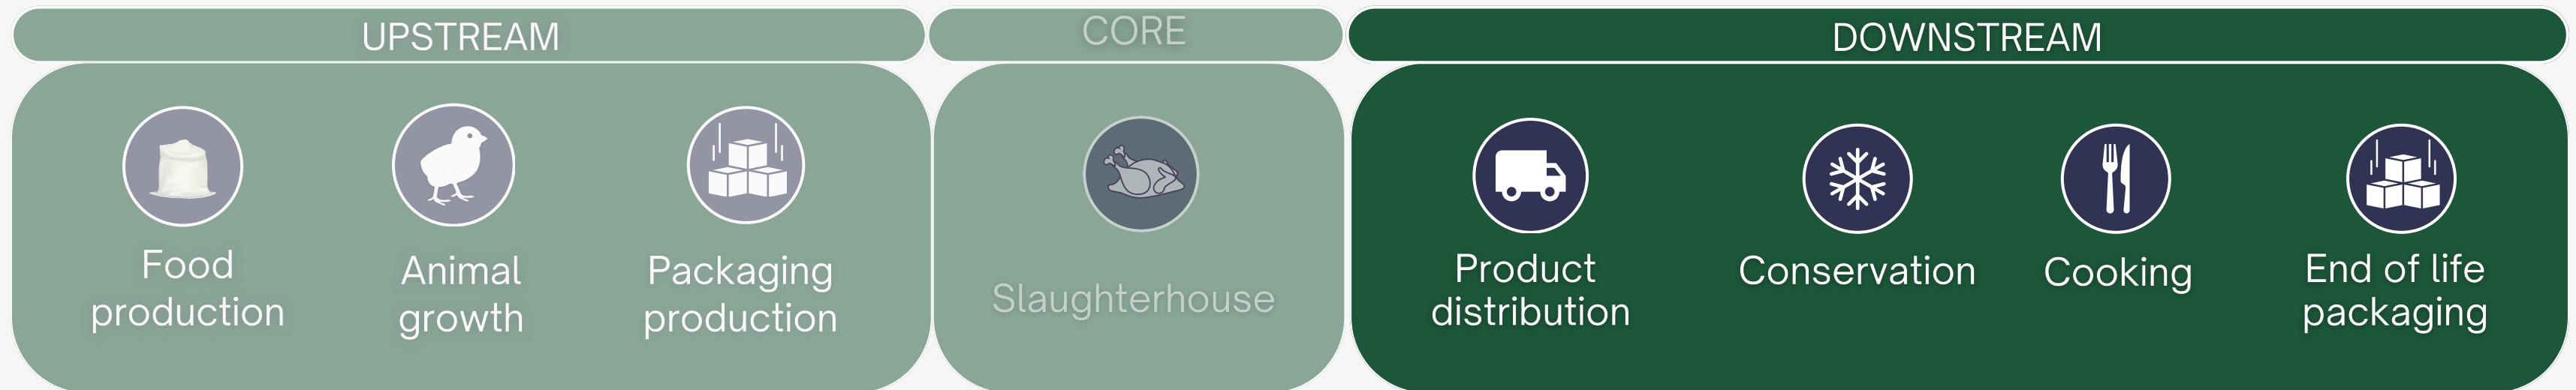 UPSTREAM
Food
production
Animal
growth
Packaging
production
CORE
Slaughterhouse
DOWNSTREAM
Product
distribution
Conservation
Cooking
End of life
packaging